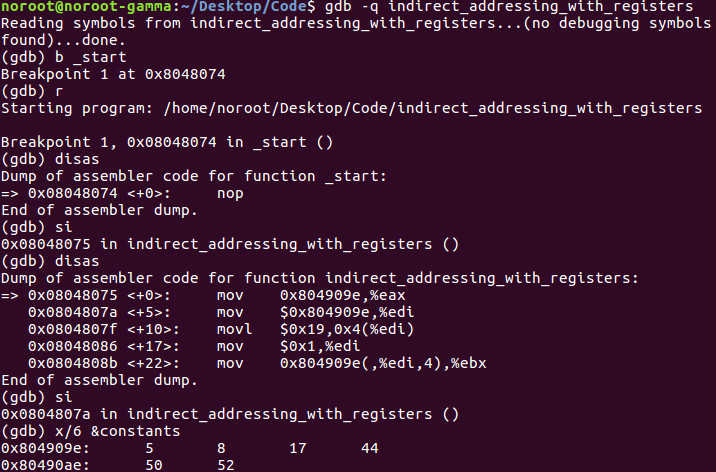 noroot@noroot-gamma:~/Desktop/Code$ gdb -q indirect_addressing_with_registers
Reading symbols from indirect_addressing_with_registers...(no debugging symbols
found)...done.
(gdb) b _start
Breakpoint 1 at 0x8048074
(gdb) r
Starting program: /home/noroot/Desktop/Code/indirect_addressing_with_registers

Breakpoint 1, 0x08048074 in _start ()
(gdb) disas
Dump of assembler code for function _start:
=> 0x08048074 <+0>:     nop
End of assembler dump.
(gdb) si
0x08048075 in indirect_addressing_with_registers ()
(gdb) disas
Dump of assembler code for function indirect_addressing_with_registers:
=> 0x08048075 <+0>:     mov    0x804909e,%eax
   0x0804807a <+5>:     mov    $0x804909e,%edi
   0x0804807f <+10>:    movl   $0x19,0x4(%edi)
   0x08048086 <+17>:    mov    $0x1,%edi
   0x0804808b <+22>:    mov    0x804909e(,%edi,4),%ebx
End of assembler dump.
(gdb) si
0x0804807a in indirect_addressing_with_registers ()
(gdb) x/6 &constants
0x804909e:      5       8       17      44
0x80490ae:      50      52